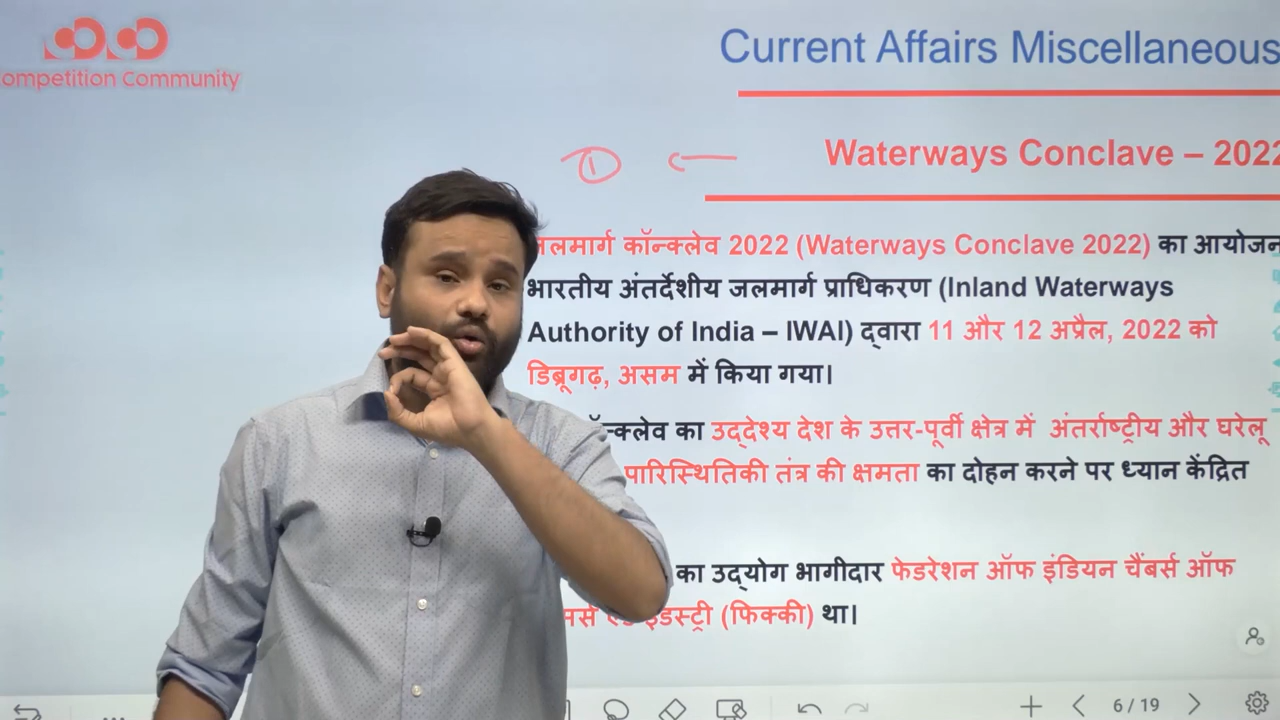 Competition Community
Current Affairs Miscellaneous
1
Waterways Conclave – 2022
जलमार्ग कॉन्क्लेव 2022 (Waterways Conclave 2022) का आयोजन
भारतीय अंतर्देशीय जलमार्ग प्राधिकरण (Inland Waterways
Authority of India – IWAI) द्वारा 11 और 12 अप्रैल, 2022 को
डिब्रूगढ़, असम में किया गया।
का उद्देश्य देश के उत्तर-पूर्वी क्षेत्र में अंतर्राष्ट्रीय और घरेलू
पारिस्थितिकी तंत्र की क्षमता का दोहन करने पर ध्यान केंद्रित
का उद्योग भागीदार फेडरेशन ऑफ इंडियन चैंबर्स ऑफ
इंडस्ट्री (फिक्की) था।
6 / 19